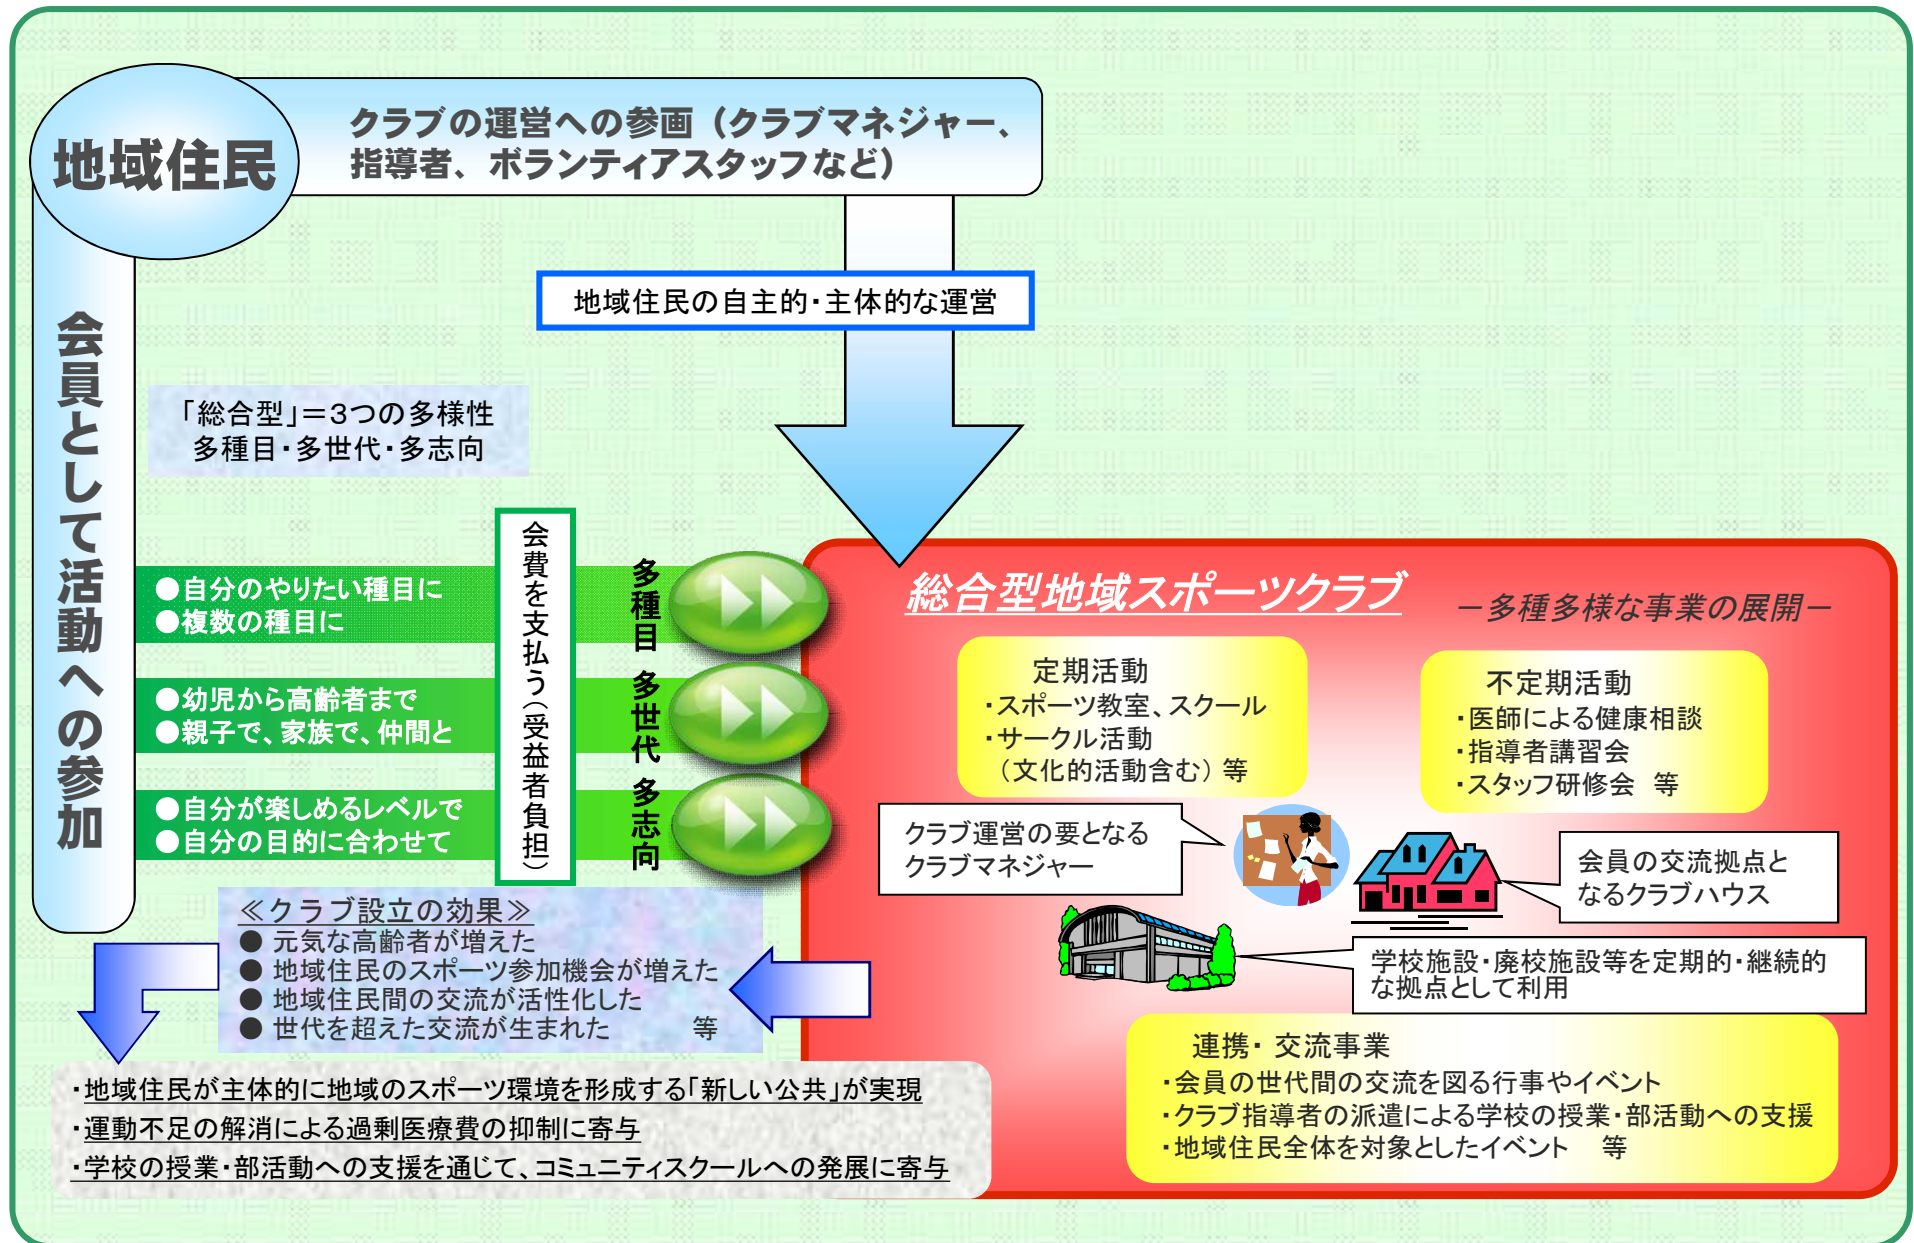 地域住民
クラブの運営への参画（クラブマネジャー、
指導者、ボランティアスタッフなど）
地域住民の自主的・主体的な運営
会員として活動への参加
「総合型」＝３つの多様性
多種目・多世代・多志向
●自分のやりたい種目に
●複数の種目に
●幼児から高齢者まで
●親子で、家族で、仲間と
●自分が楽しめるレベルで
●自分の目的に合わせて
会費を支払う（受益者負担）
多種目
多世代
多志向
総合型地域スポーツクラブ
－多種多様な事業の展開－
定期活動
・スポーツ教室、スクール
・サークル活動
（文化的活動含む）等
不定期活動
・医師による健康相談
・指導者講習会
・スタッフ研修会　等
クラブ運営の要となる
クラブマネジャー
会員の交流拠点と
なるクラブハウス
学校施設・廃校施設等を定期的・継続的
な拠点として利用
連携・交流事業
・会員の世代間の交流を図る行事やイベント
・クラブ指導者の派遣による学校の授業・部活動への支援
・地域住民全体を対象としたイベント　等
≪クラブ設立の効果≫
● 元気な高齢者が増えた
● 地域住民のスポーツ参加機会が増えた
● 地域住民間の交流が活性化した
● 世代を超えた交流が生まれた　　等
・地域住民が主体的に地域のスポーツ環境を形成する「新しい公共」が実現
・運動不足の解消による過剰医療費の抑制に寄与
・学校の授業・部活動への支援を通じて、コミュニティスクールへの発展に寄与